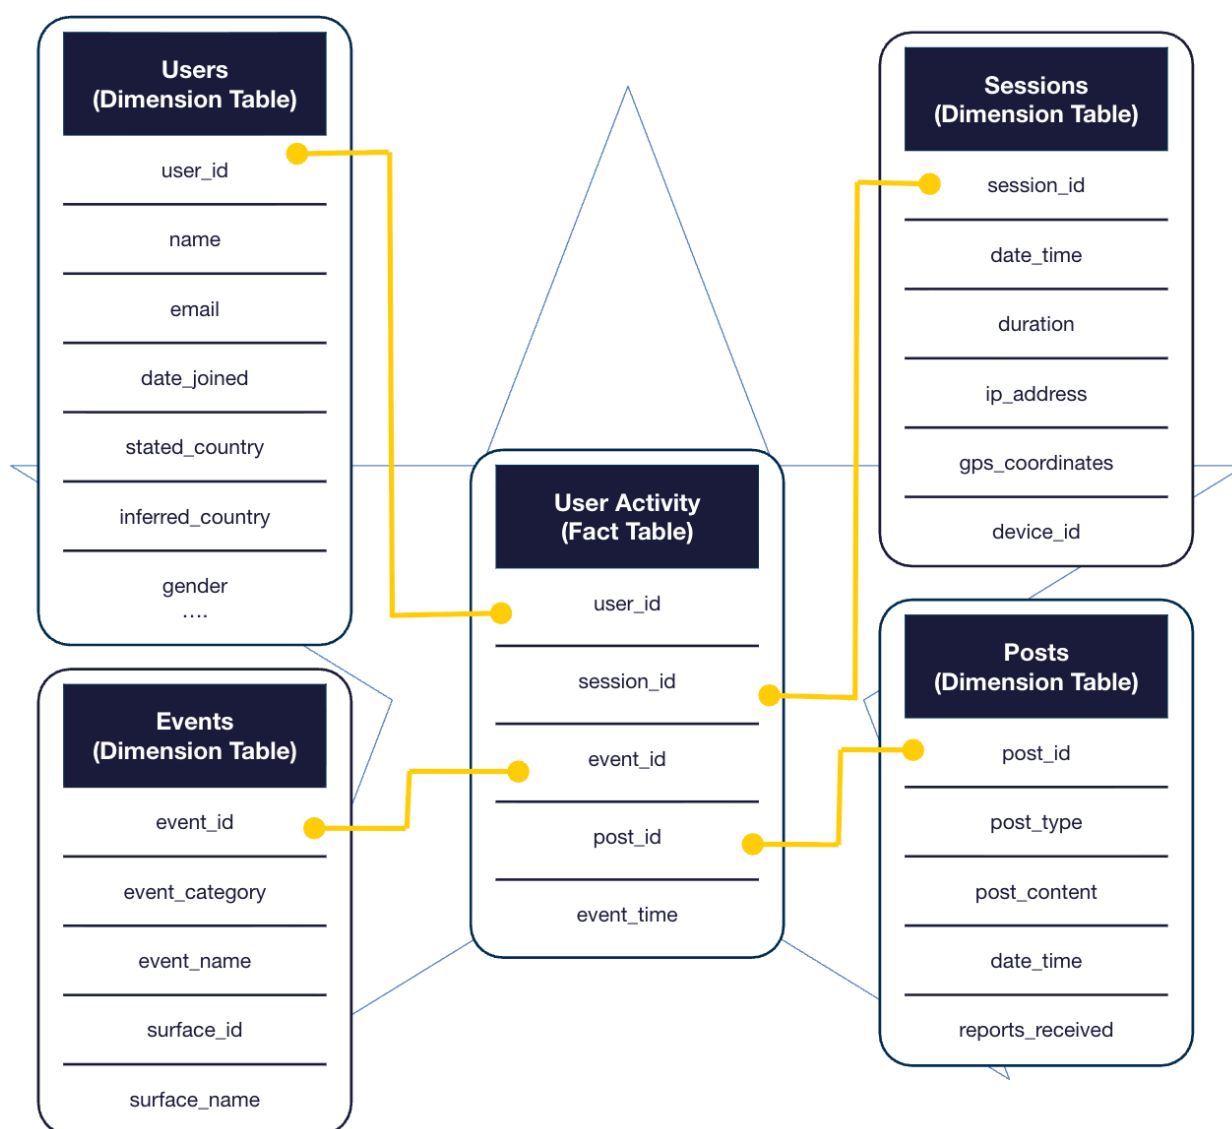 Users
(Dimension Table)
user_id
name
email
date_joined
stated_country
inferred_country
gender
....
Events
(Dimension Table)
event_id
event_category
event_name
surface_id
surface_name
User Activity
(Fact Table)
user_id
session_id
event_id
post_id
event_time
Sessions
(Dimension Table)
session_id
date_time
duration
ip_address
gps_coordinates
device_id
Posts
(Dimension Table)
post_id
post_type
post_content
date_time
reports_received